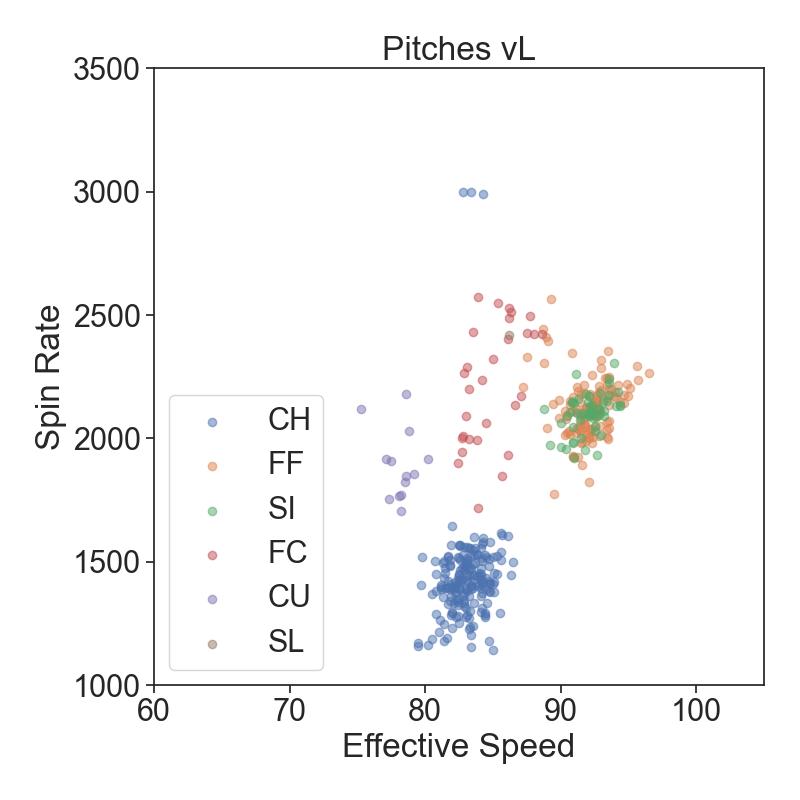 Pitches vL
3500
3000
2500
2000
1500
1000
Spin Rate
CH
FF
SI
FC
CU
SL
60 70 80 90 100
Effective Speed